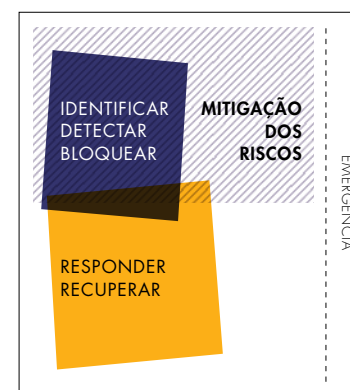 IDENTIFICAR
DETECTAR
BLOQUEAR
MITIGAÇÃO
DOS
RISCOS
RESPONDER
RECUPERAR
EMERGÊNCIA